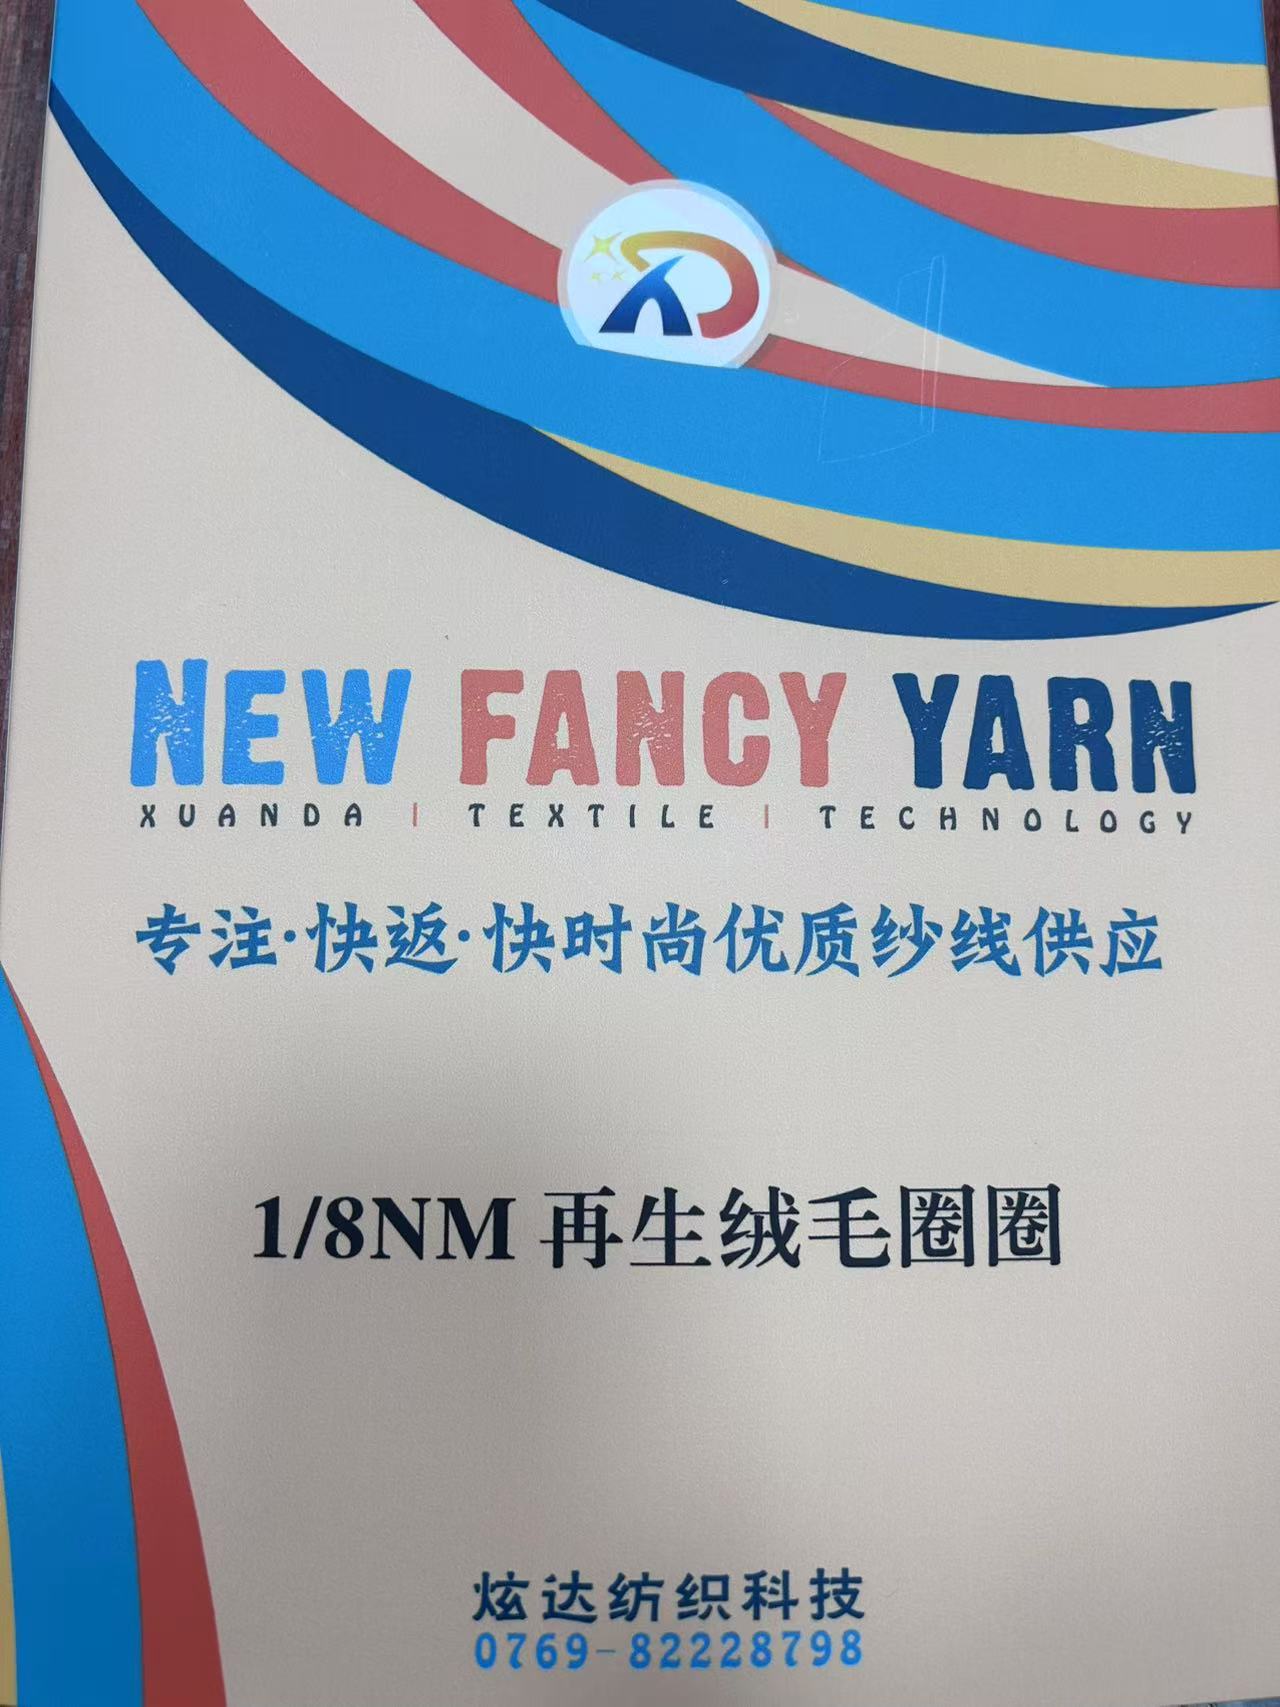 NEW FANCY YARN
XUANDA | TEXTILE | TECHNOLOGY
专注·快返·快时尚优质纱线供应
1/8NM 再生绒毛圈圈
炫达纺织科技
0769-82228798